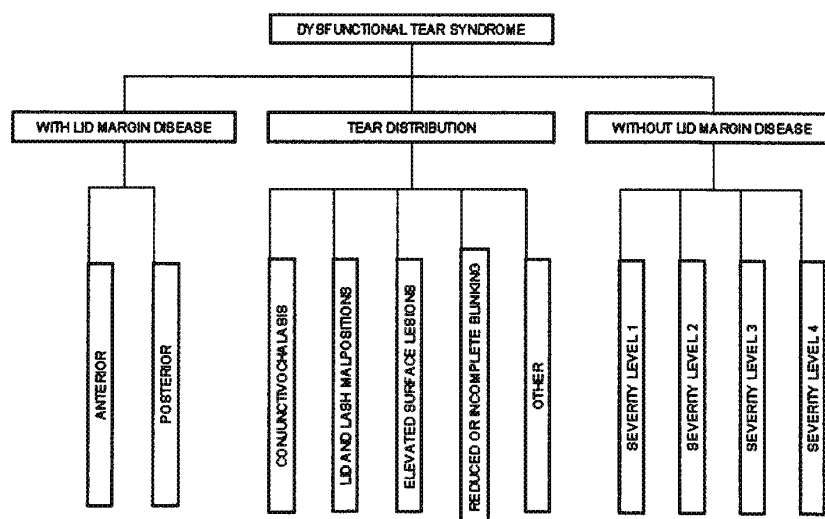 DYSFUNCTIONAL TEAR SYNDROME
WITH LID MARGIN DISEASE
TEAR DISTRIBUTION
WITHOUT LID MARGIN DISEASE
ANTERIOR
POSTERIOR
CONJUNCTIVOCHALASIS
LID AND LASH MALPOSITIONS
ELEVATED SURFACE LESIONS
REDUCED OR INCOMPLETE BLINKING
OTHER
SEVERITY LEVEL 1
SEVERITY LEVEL 2
SEVERITY LEVEL 3
SEVERITY LEVEL 4